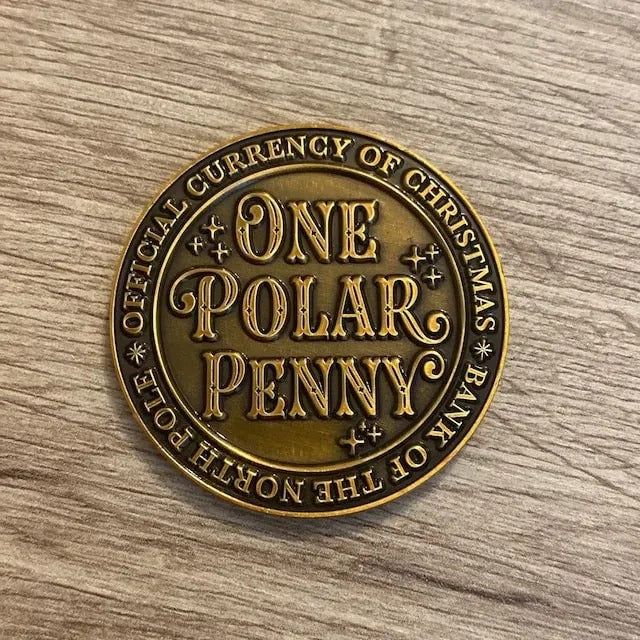 OFFICIAL CURRENCY OF CHRISTMAS
ONE
POLAR
PENNY
BANK OF THE NORTH POLE